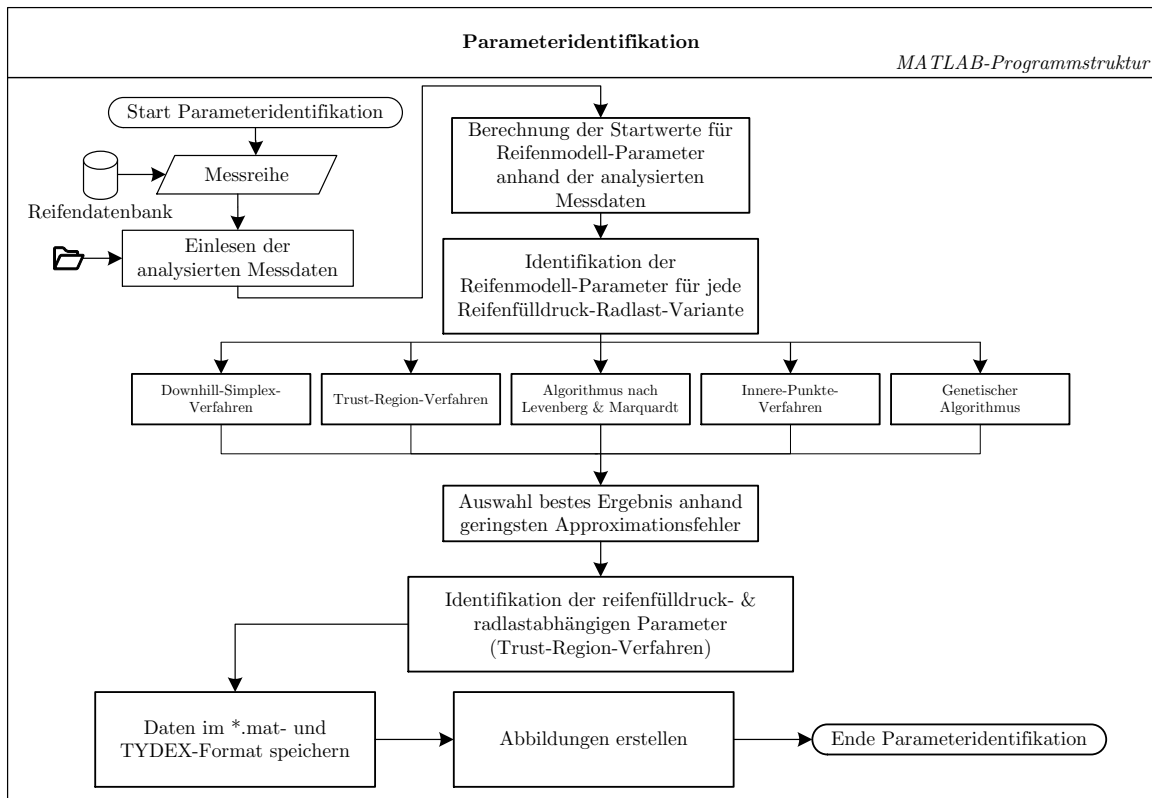 Parameteridentifikation
MATLAB-Programmstruktur
Start Parameteridentifikation
Messreihe
Reifendatenbank
Einlesen der
analysierten Messdaten
Berechnung der Startwerte für
Reifenmodell-Parameter
anhand der analysierten
Messdaten
Identifikation der
Reifenmodell-Parameter für jede
Reifenfülldruck-Radlast-Variante
Downhill-Simplex-
Verfahren
Trust-Region-Verfahren
Algorithmus nach
Levenberg & Marquardt
Innere-Punkte-
Verfahren
Genetischer
Algorithmus
Auswahl bestes Ergebnis anhand
geringsten Approximationsfehler
Identifikation der reifenfülldruck- &
radlastabhängigen Parameter
(Trust-Region-Verfahren)
Daten im *.mat- und
TYDEX-Format speichern
Abbildungen erstellen
Ende Parameteridentifikation